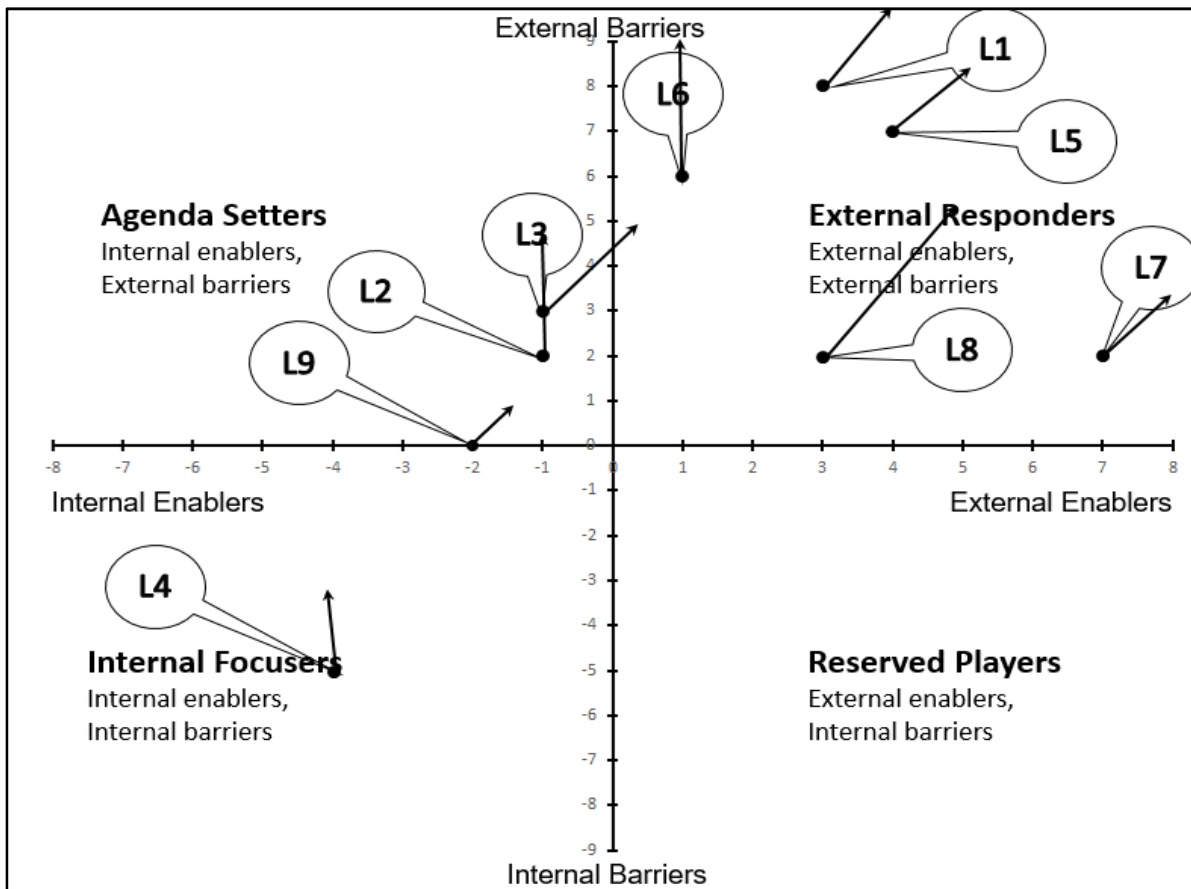 External Barriers
9
L1
8
L6
7
L5
6
Agenda Setters
Internal enablers,
External barriers
5
L3
External Responders
External enablers,
External barriers
4
L2
L7
3
L9
2
L8
1
0
-8 -7 -6 -5 -4 -3 -2 -1 0 1 2 3 4 5 6 7 8
Internal Enablers
External Enablers
-1
-2
-3
L4
-4
Internal Focusers
Internal enablers,
Internal barriers
-5
Reserved Players
External enablers,
Internal barriers
-6
-7
-8
-9
Internal Barriers